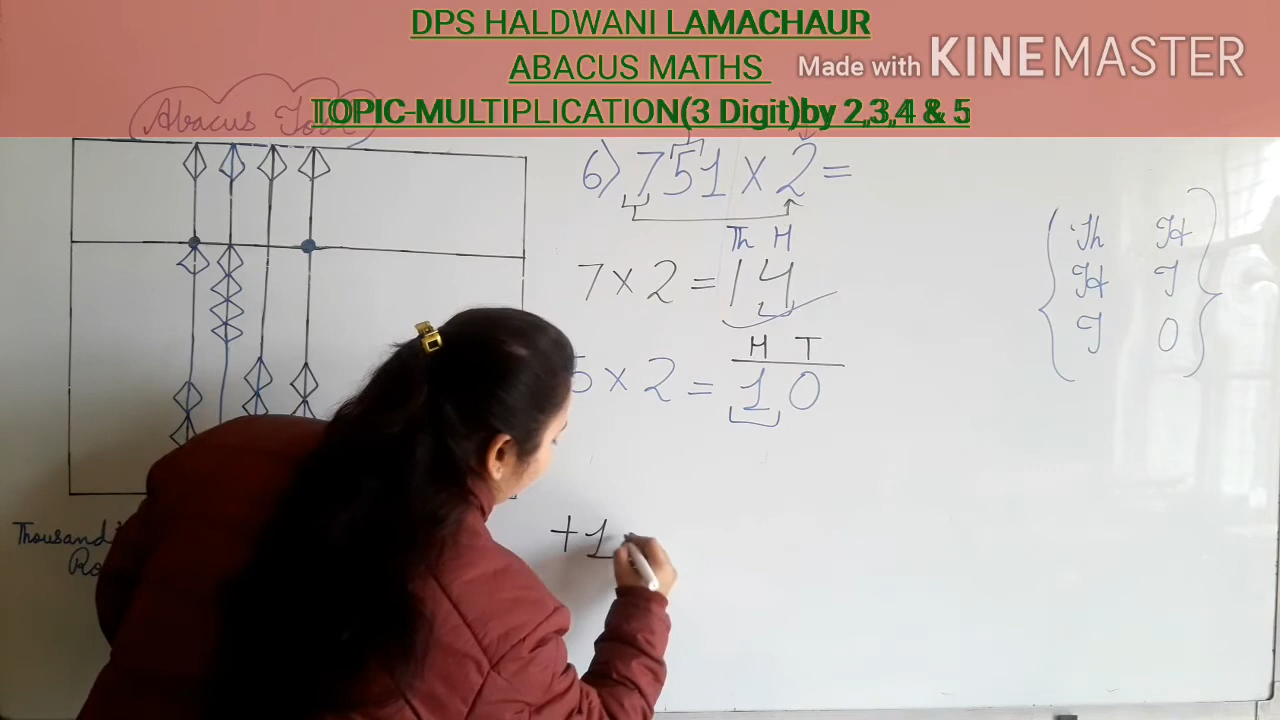 DPS HALDWANI LAMACHAUR
ABACUS MATHS
Made with KINEMASTER
TOPIC-MULTIPLICATION(3 Digit)by 2,3,4 & 5
Abacus Tool
6) 751 x 2 =
Th H
7 x 2 = 14
H T
5 x 2 = 10
+1
Th H
H T
T O
Thousand